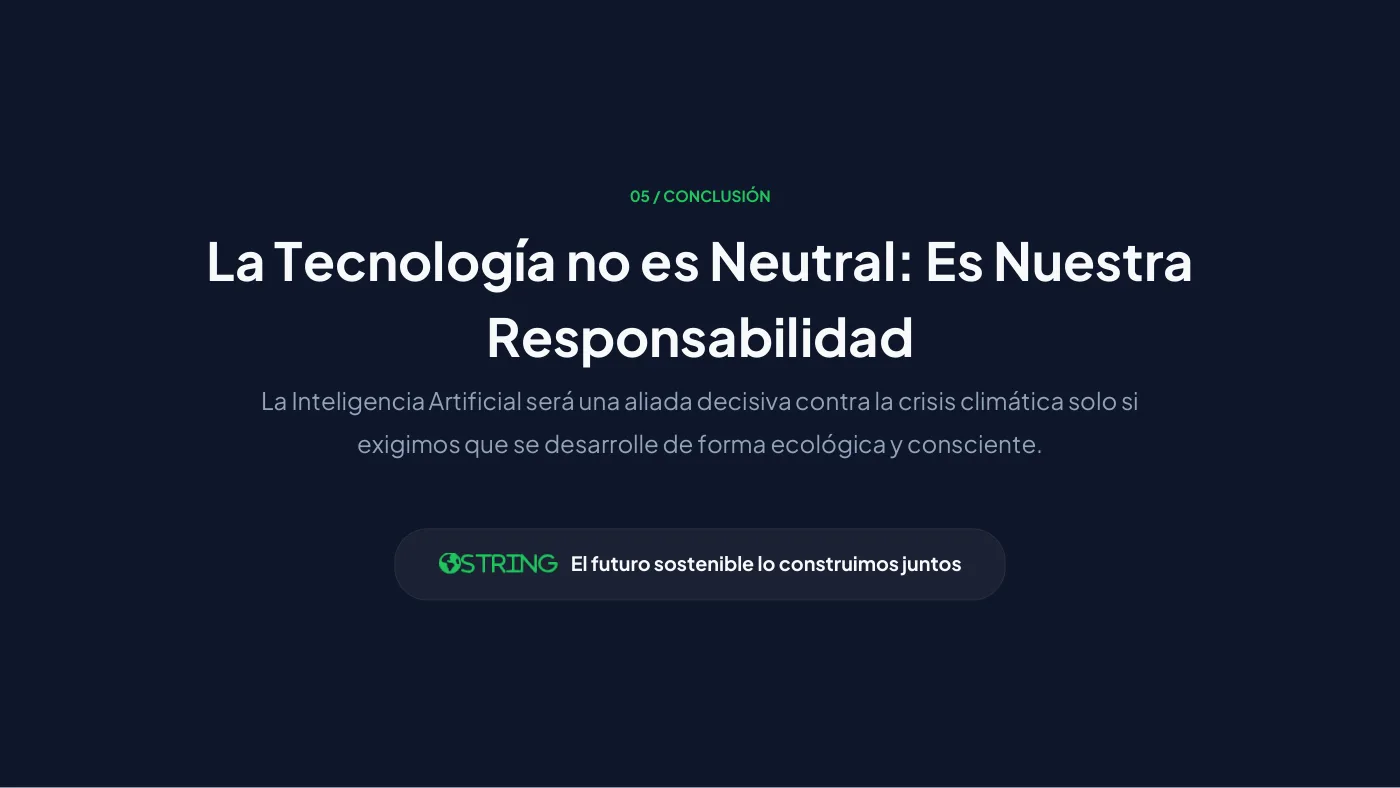 05 / CONCLUSIÓN
La Tecnología no es Neutral: Es Nuestra
Responsabilidad
La Inteligencia Artificial será una aliada decisiva contra la crisis climática solo si
exigimos que se desarrolle de forma ecológica y consciente.
STRING El futuro sostenible lo construimos juntos